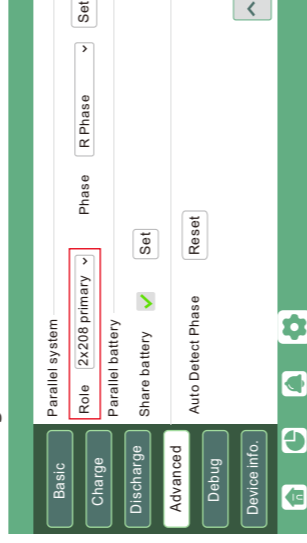 Basic
Charge
Discharge
Advanced
Debug
Device info.
Parallel system
Role 2x208 primary Phase R Phase Set
Parallel battery
Share battery Set
Auto Detect Phase Reset